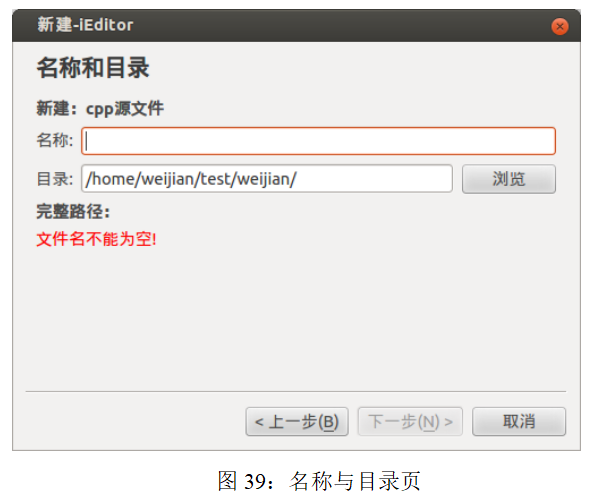 新建-iEditor
名称和目录
新建：cpp源文件
名称:
目录: /home/weijian/test/weijian/ 浏览
完整路径：
文件名不能为空!
< 上一步(B) 下一步(N) > 取消
图 39：名称与目录页